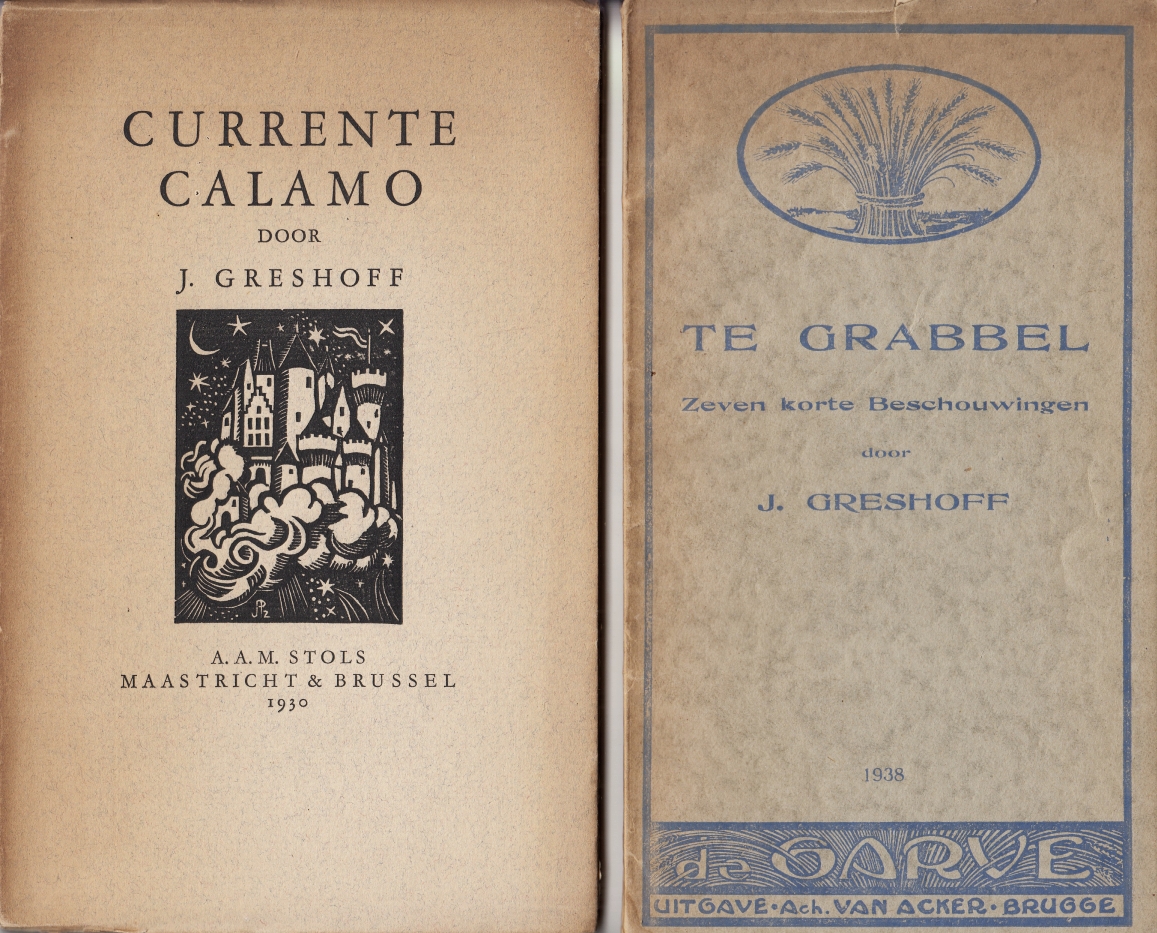 CURRENTE
CALAMO
DOOR
J. GRESHOFF
A. A. M. STOLS
MAASTRICHT & BRUSSEL
1930
TE GRABBEL
Zeven korte Beschouwingen
door
J. GRESHOFF
1938
de GARVE
UITGAVE·Ach. VAN ACKER·BRUGGE